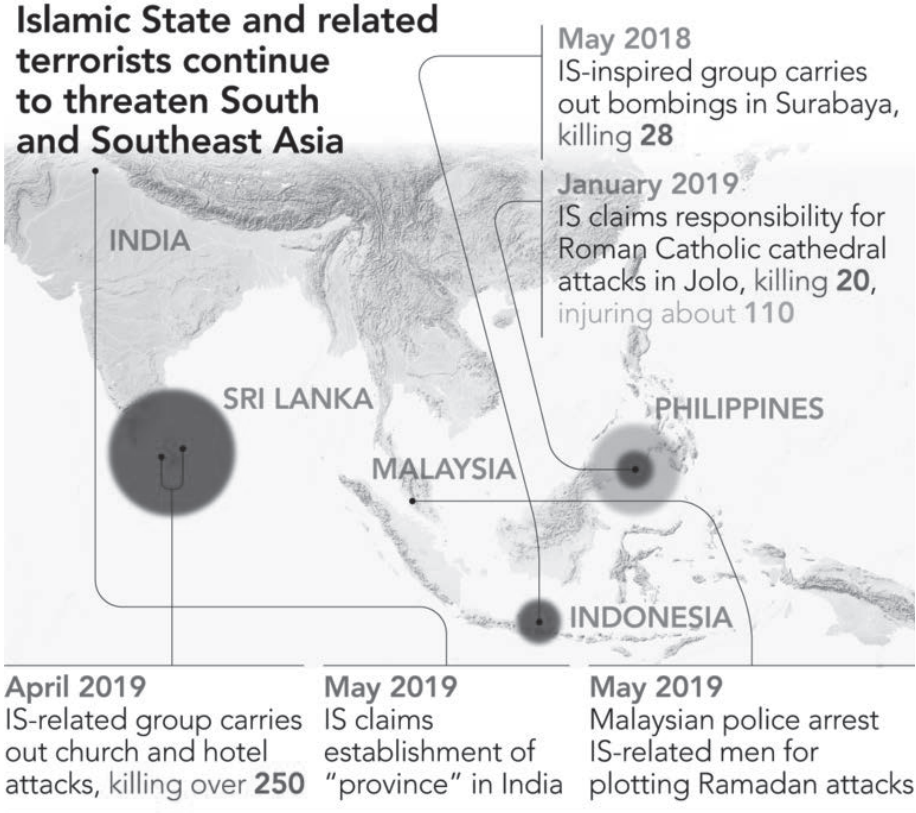 Islamic State and related
terrorists continue
to threaten South
and Southeast Asia
May 2018
IS-inspired group carries
out bombings in Surabaya,
killing 28
January 2019
IS claims responsibility for
Roman Catholic cathedral
attacks in Jolo, killing 20,
injuring about 110
INDIA
SRI LANKA
PHILIPPINES
MALAYSIA
INDONESIA
April 2019
IS-related group carries
out church and hotel
attacks, killing over 250
May 2019
IS claims
establishment of
“province” in India
May 2019
Malaysian police arrest
IS-related men for
plotting Ramadan attacks